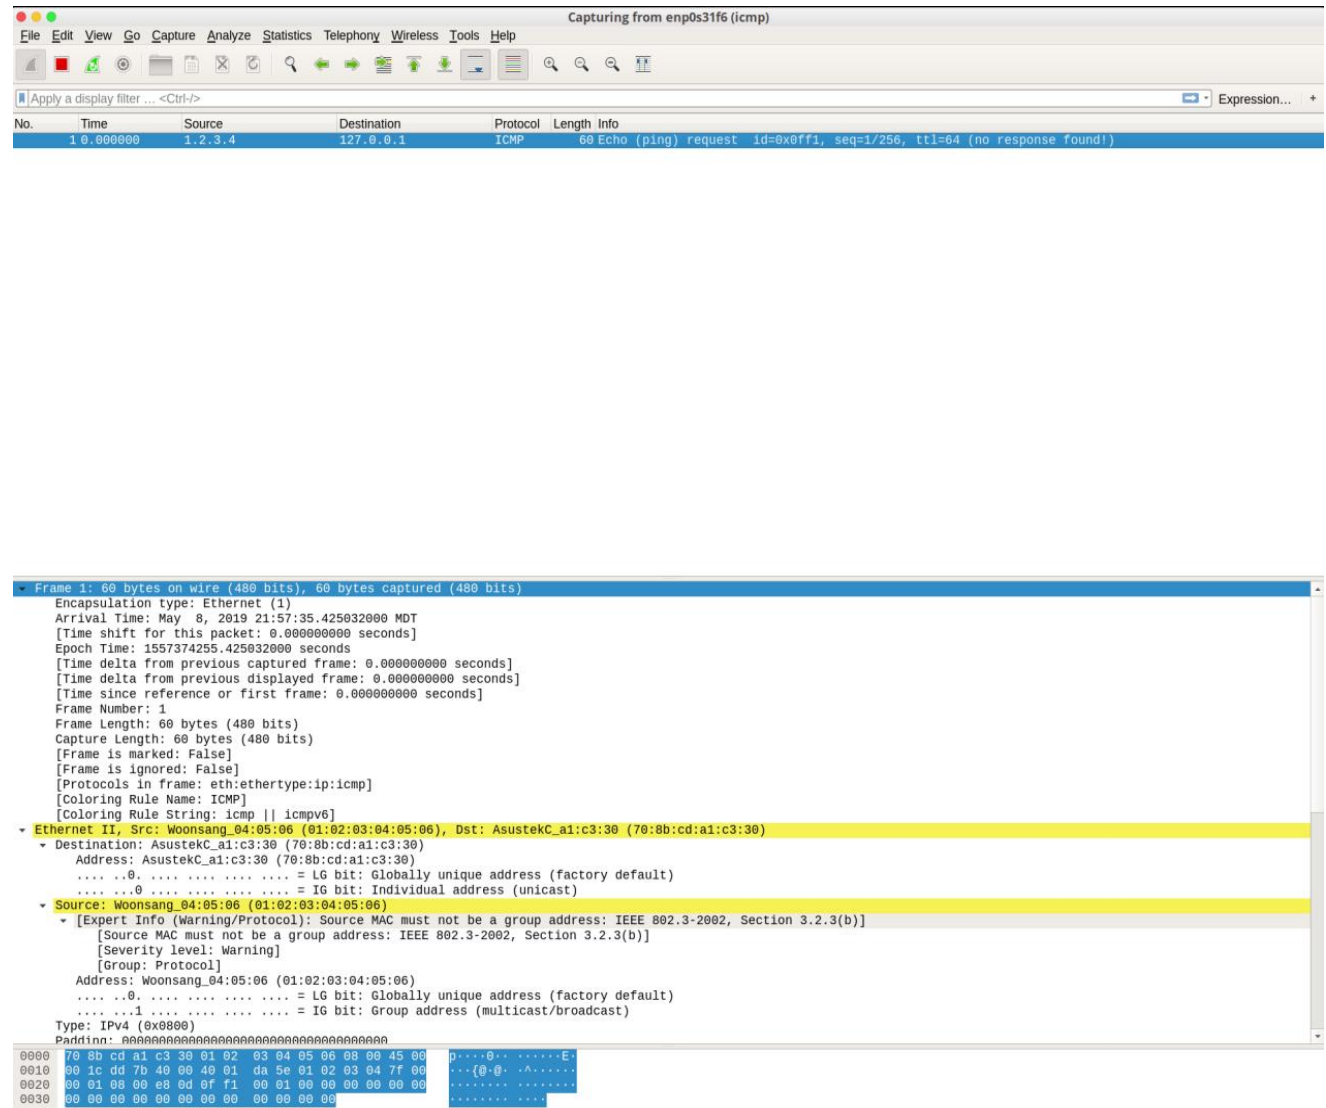 Capturing from enp0s31f6 (icmp)
File Edit View Go Capture Analyze Statistics Telephony Wireless Tools Help
Apply a display filter … <Ctrl-/> Expression… +
No. Time Source Destination Protocol Length Info
1 0.000000 1.2.3.4 127.0.0.1 ICMP 60 Echo (ping) request id=0x0ff1, seq=1/256, ttl=64 (no response found!)
Frame 1: 60 bytes on wire (480 bits), 60 bytes captured (480 bits)
Encapsulation type: Ethernet (1)
Arrival Time: May 8, 2019 21:57:35.425032000 MDT
[Time shift for this packet: 0.000000000 seconds]
Epoch Time: 1557374255.425032000 seconds
[Time delta from previous captured frame: 0.000000000 seconds]
[Time delta from previous displayed frame: 0.000000000 seconds]
[Time since reference or first frame: 0.000000000 seconds]
Frame Number: 1
Frame Length: 60 bytes (480 bits)
Capture Length: 60 bytes (480 bits)
[Frame is marked: False]
[Frame is ignored: False]
[Protocols in frame: eth:ethertype:ip:icmp]
[Coloring Rule Name: ICMP]
[Coloring Rule String: icmp || icmpv6]
Ethernet II, Src: Woonsang_04:05:06 (01:02:03:04:05:06), Dst: AsustekC_a1:c3:30 (70:8b:cd:a1:c3:30)
Destination: AsustekC_a1:c3:30 (70:8b:cd:a1:c3:30)
Address: AsustekC_a1:c3:30 (70:8b:cd:a1:c3:30)
.... ..0. .... .... .... .... = LG bit: Globally unique address (factory default)
.... ...0 .... .... .... .... = IG bit: Individual address (unicast)
Source: Woonsang_04:05:06 (01:02:03:04:05:06)
[Expert Info (Warning/Protocol): Source MAC must not be a group address: IEEE 802.3-2002, Section 3.2.3(b)]
[Source MAC must not be a group address: IEEE 802.3-2002, Section 3.2.3(b)]
[Severity level: Warning]
[Group: Protocol]
Address: Woonsang_04:05:06 (01:02:03:04:05:06)
.... ..0. .... .... .... .... = LG bit: Globally unique address (factory default)
.... ...1 .... .... .... .... = IG bit: Group address (multicast/broadcast)
Type: IPv4 (0x0800)
Padding: 000000000000000000000000000000000000
0000 70 8b cd a1 c3 30 01 02 03 04 05 06 08 00 45 00 p····0·· ······E·
0010 00 1c dd 7b 40 00 40 01 da 5e 01 02 03 04 7f 00 ···{@·@· ·^······
0020 00 01 08 00 e8 0d 0f f1 00 01 00 00 00 00 00 00 ········ ········
0030 00 00 00 00 00 00 00 00 00 00 00 00 ········ ····